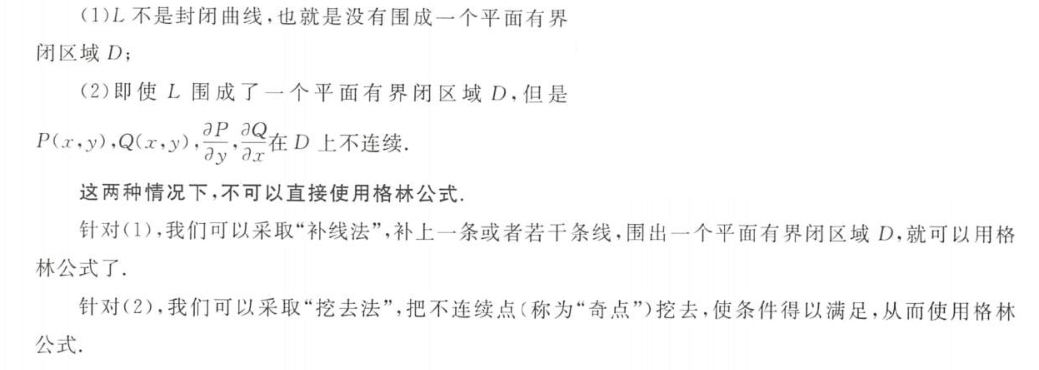 (1)L 不是封闭曲线,也就是没有围成一个平面有界
闭区域 D;
(2)即使 L 围成了一个平面有界闭区域 D,但是
P(x,y),Q(x,y),∂P/∂y,∂Q/∂x在 D 上不连续.
这两种情况下,不可以直接使用格林公式.
针对(1),我们可以采取“补线法”,补上一条或者若干条线,围出一个平面有界闭区域 D,就可以用格
林公式了.
针对(2),我们可以采取“挖去法”,把不连续点(称为“奇点”)挖去,使条件得以满足,从而使用格林
公式.